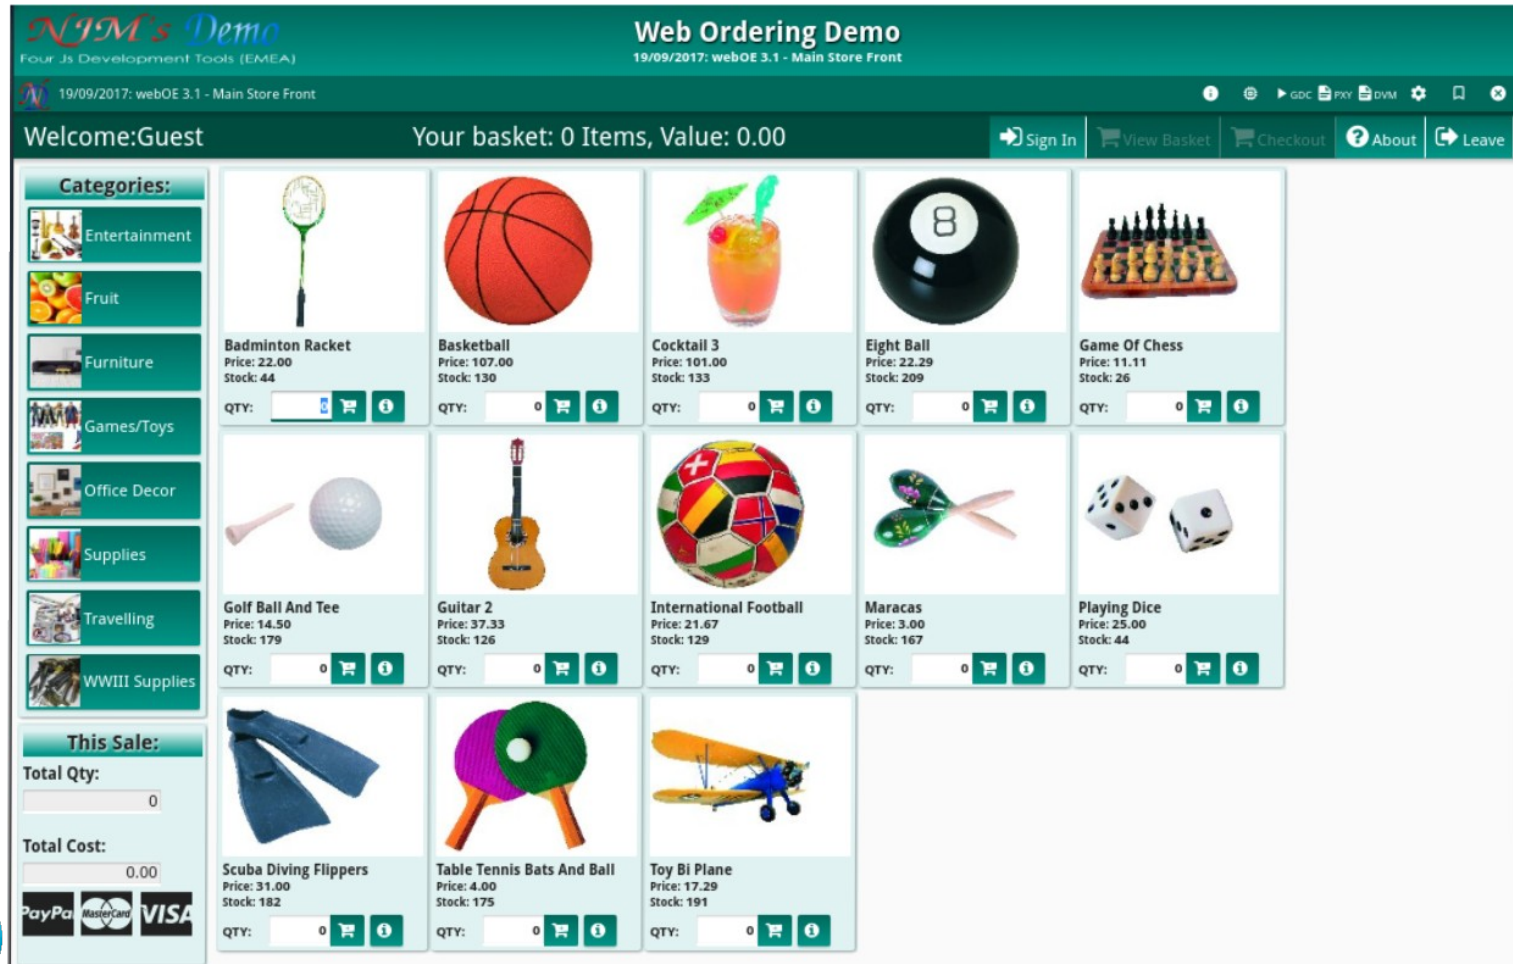 NJM's Demo
Four Js Development Tools (EMEA)
Web Ordering Demo
19/09/2017: webOE 3.1 - Main Store Front
19/09/2017: webOE 3.1 - Main Store Front
GDC PXY DVM
Welcome:Guest
Your basket: 0 Items, Value: 0.00
Sign In
View Basket
Checkout
About
Leave
Categories:
Entertainment
Fruit
Furniture
Games/Toys
Office Decor
Supplies
Travelling
WWIII Supplies
This Sale:
Total Qty:
0
Total Cost:
0.00
PayPal MasterCard VISA
Badminton Racket
Price: 22.00
Stock: 44
QTY: 0
Basketball
Price: 107.00
Stock: 130
QTY: 0
Cocktail 3
Price: 101.00
Stock: 133
QTY: 0
8
Eight Ball
Price: 22.29
Stock: 209
QTY: 0
Game Of Chess
Price: 11.11
Stock: 26
QTY: 0
Golf Ball And Tee
Price: 14.50
Stock: 179
QTY: 0
Guitar 2
Price: 37.33
Stock: 126
QTY: 0
International Football
Price: 21.67
Stock: 129
QTY: 0
Maracas
Price: 3.00
Stock: 167
QTY: 0
Playing Dice
Price: 25.00
Stock: 44
QTY: 0
Scuba Diving Flippers
Price: 31.00
Stock: 182
QTY: 0
Table Tennis Bats And Ball
Price: 4.00
Stock: 175
QTY: 0
Toy Bi Plane
Price: 17.29
Stock: 191
QTY: 0